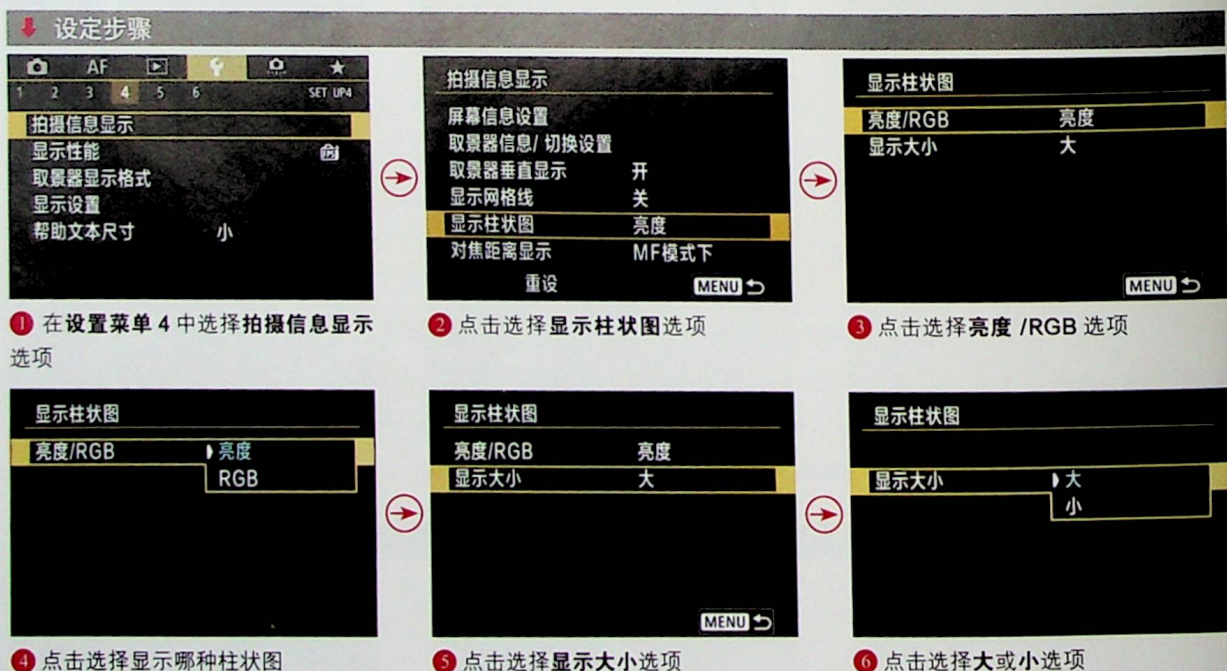 设定步骤
AF
1 2 3 4 5 6 SET UP4
拍摄信息显示
显示性能
取景器显示格式
显示设置
帮助文本尺寸 小
1 在设置菜单 4 中选择拍摄信息显示
选项
拍摄信息显示
屏幕信息设置
取景器信息/ 切换设置
取景器垂直显示 开
显示网格线 关
显示柱状图 亮度
对焦距离显示 MF模式下
重设 MENU
2 点击选择显示柱状图选项
显示柱状图
亮度/RGB 亮度
显示大小 大
MENU
3 点击选择亮度 /RGB 选项
显示柱状图
亮度/RGB 亮度
RGB
4 点击选择显示哪种柱状图
显示柱状图
亮度/RGB 亮度
显示大小 大
MENU
5 点击选择显示大小选项
显示柱状图
显示大小 大
小
6 点击选择大或小选项